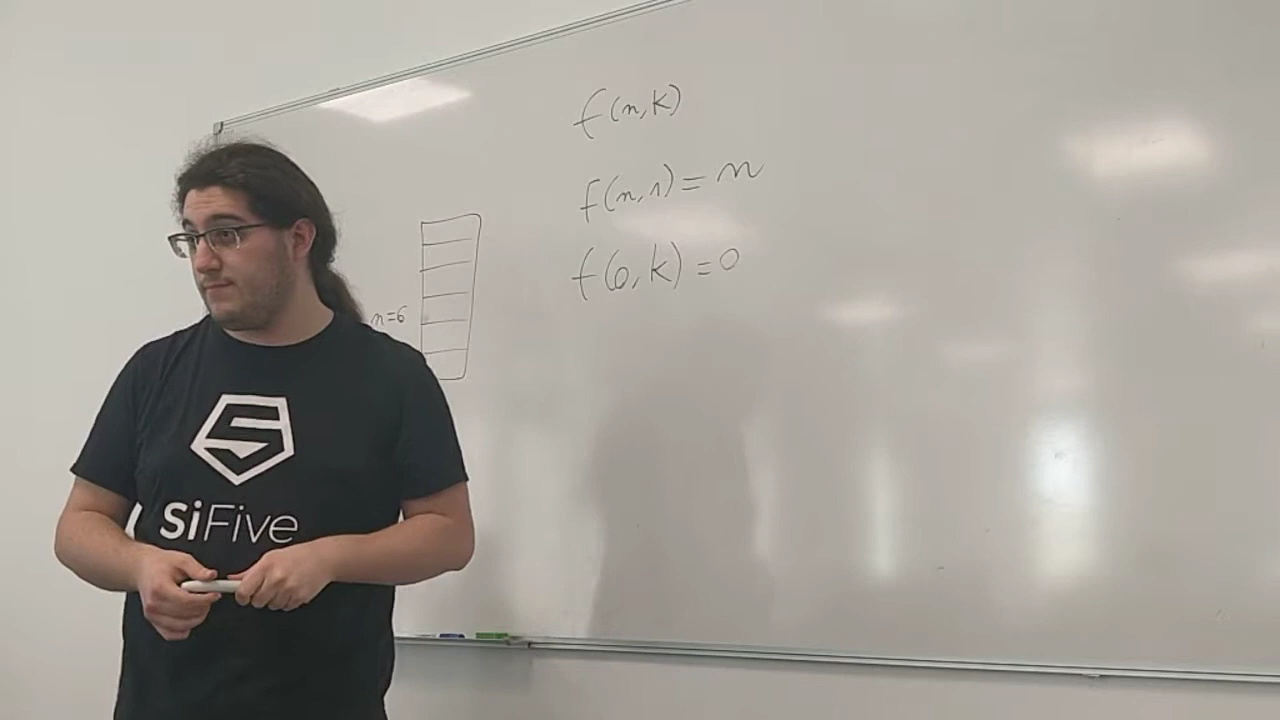 f(n,k)
f(n,1)=n
f(0,k)=0
n=6
SiFive